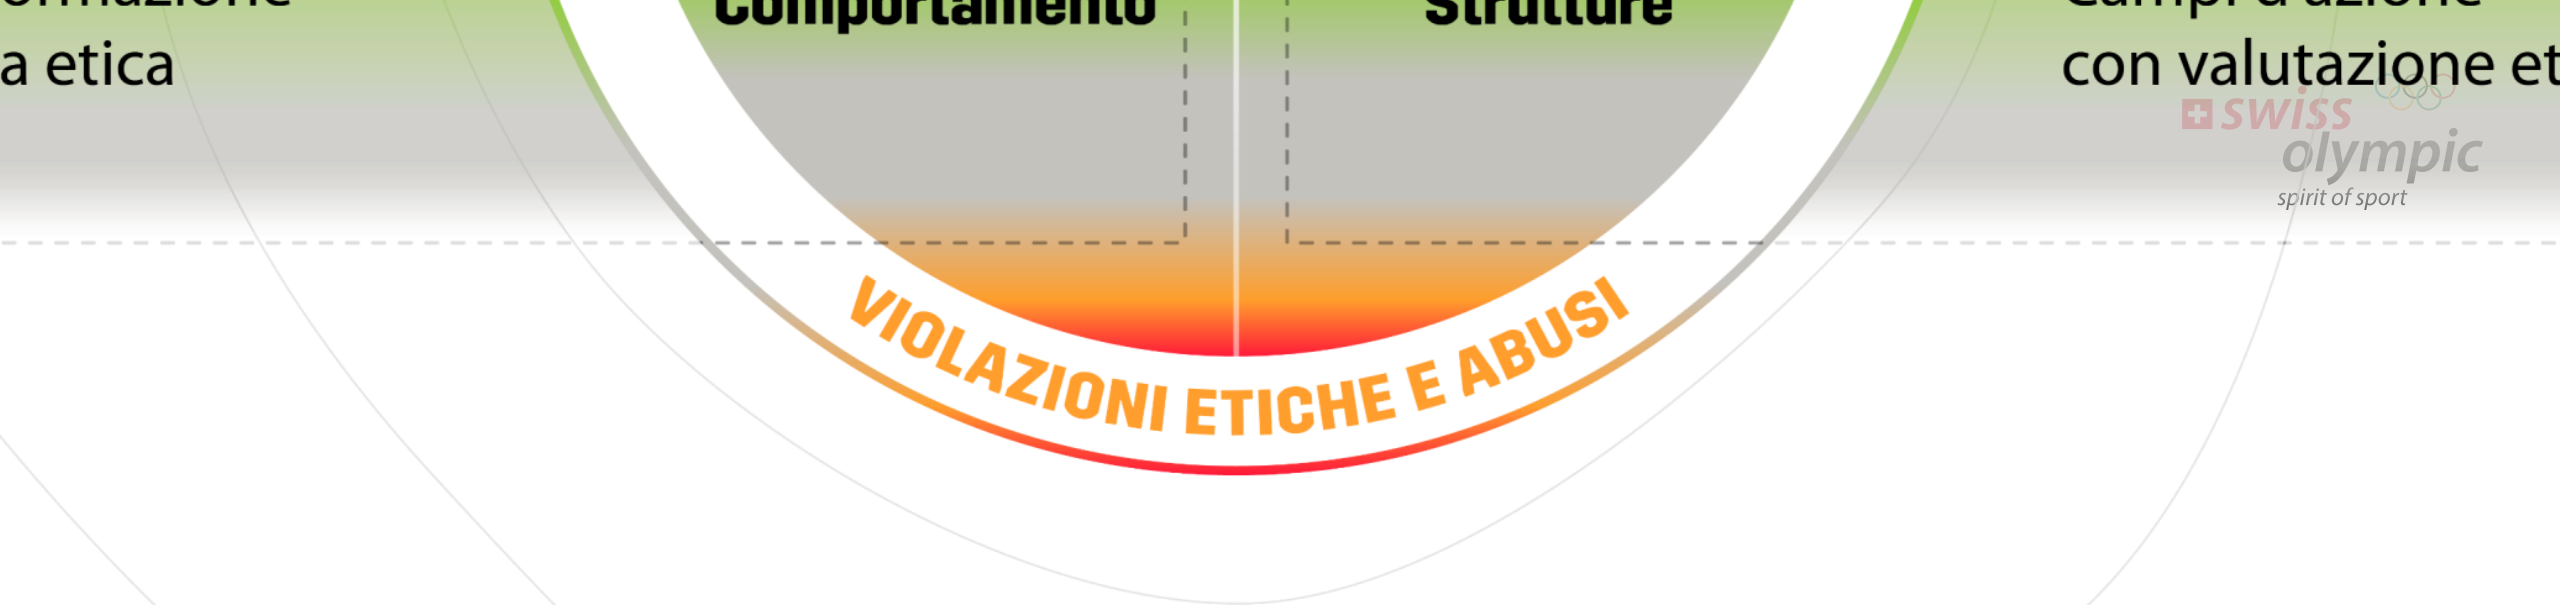 Comportamento
Strutture
a etica
con valutazione et
swiss
olympic
spirit of sport
VIOLAZIONI ETICHE E ABUSI